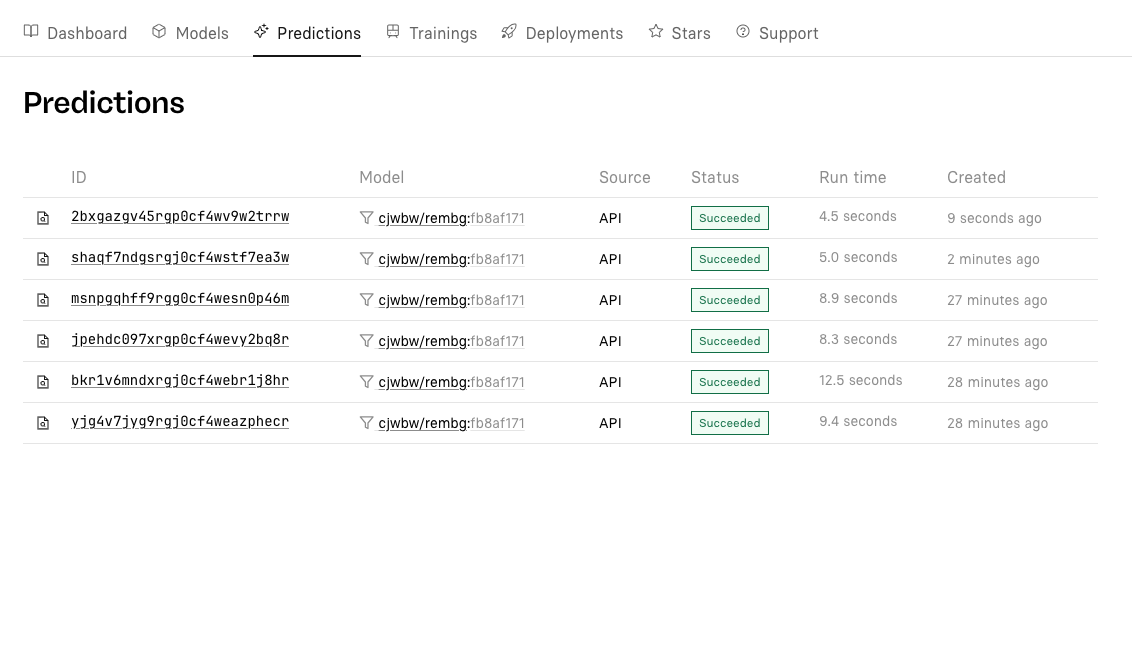 Dashboard Models Predictions Trainings Deployments Stars Support
Predictions
ID Model Source Status Run time Created
2bxgazgv45rgp0cf4wv9w2trrw cjwbw/rembg:fb8af171 API Succeeded 4.5 seconds 9 seconds ago
shaqf7ndgsrgj0cf4wstf7ea3w cjwbw/rembg:fb8af171 API Succeeded 5.0 seconds 2 minutes ago
msnpgqhff9rgg0cf4wesn0p46m cjwbw/rembg:fb8af171 API Succeeded 8.9 seconds 27 minutes ago
jpehdc097xrgp0cf4wevy2bq8r cjwbw/rembg:fb8af171 API Succeeded 8.3 seconds 27 minutes ago
bkr1v6mndxrgj0cf4webr1j8hr cjwbw/rembg:fb8af171 API Succeeded 12.5 seconds 28 minutes ago
yjg4v7jyg9rgj0cf4weazphecr cjwbw/rembg:fb8af171 API Succeeded 9.4 seconds 28 minutes ago